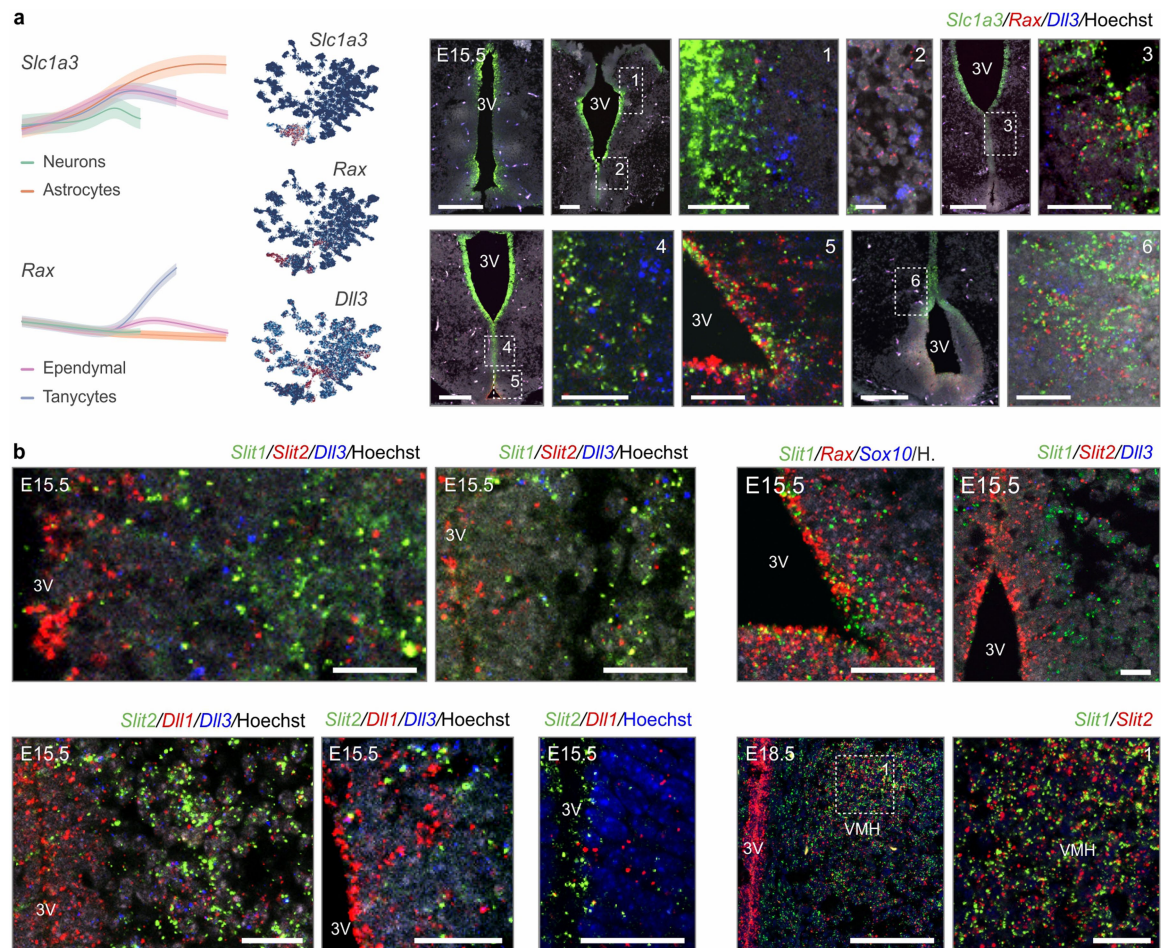 a
Slc1a3
Neurons
Astrocytes
Rax
Ependymal
Tanycytes
Slc1a3
Rax
Dll3
Slc1a3/Rax/Dll3/Hoechst
E15.5
3V
3V
1
2
1
2
3V
3
3
3V
4
5
4
5
3V
6
3V
6
b
Slit1/Slit2/Dll3/Hoechst
E15.5
3V
Slit1/Slit2/Dll3/Hoechst
E15.5
3V
Slit1/Rax/Sox10/H.
E15.5
3V
Slit1/Slit2/Dll3
E15.5
3V
Slit2/Dll1/Dll3/Hoechst
E15.5
3V
Slit2/Dll1/Dll3/Hoechst
E15.5
3V
Slit2/Dll1/Hoechst
E15.5
3V
Slit1/Slit2
E18.5
1
VMH
3V
1
VMH